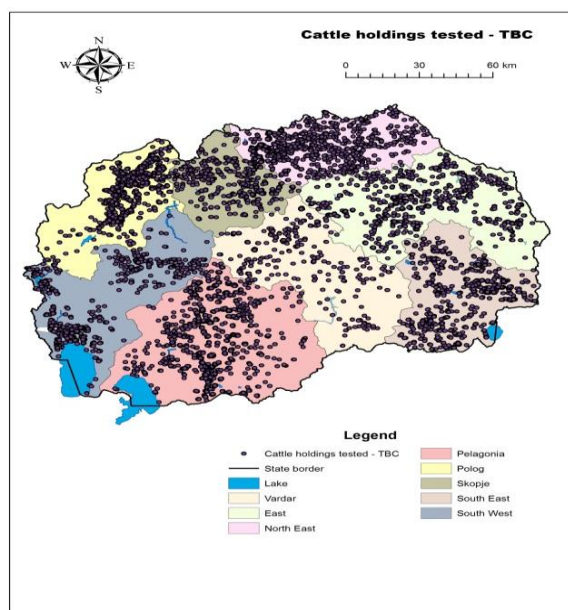 Cattle holdings tested - TBC
N
W E
S
0 30 60 km
Legend
Cattle holdings tested - TBC
State border
Lake
Vardar
East
North East
Pelagonia
Polog
Skopje
South East
South West